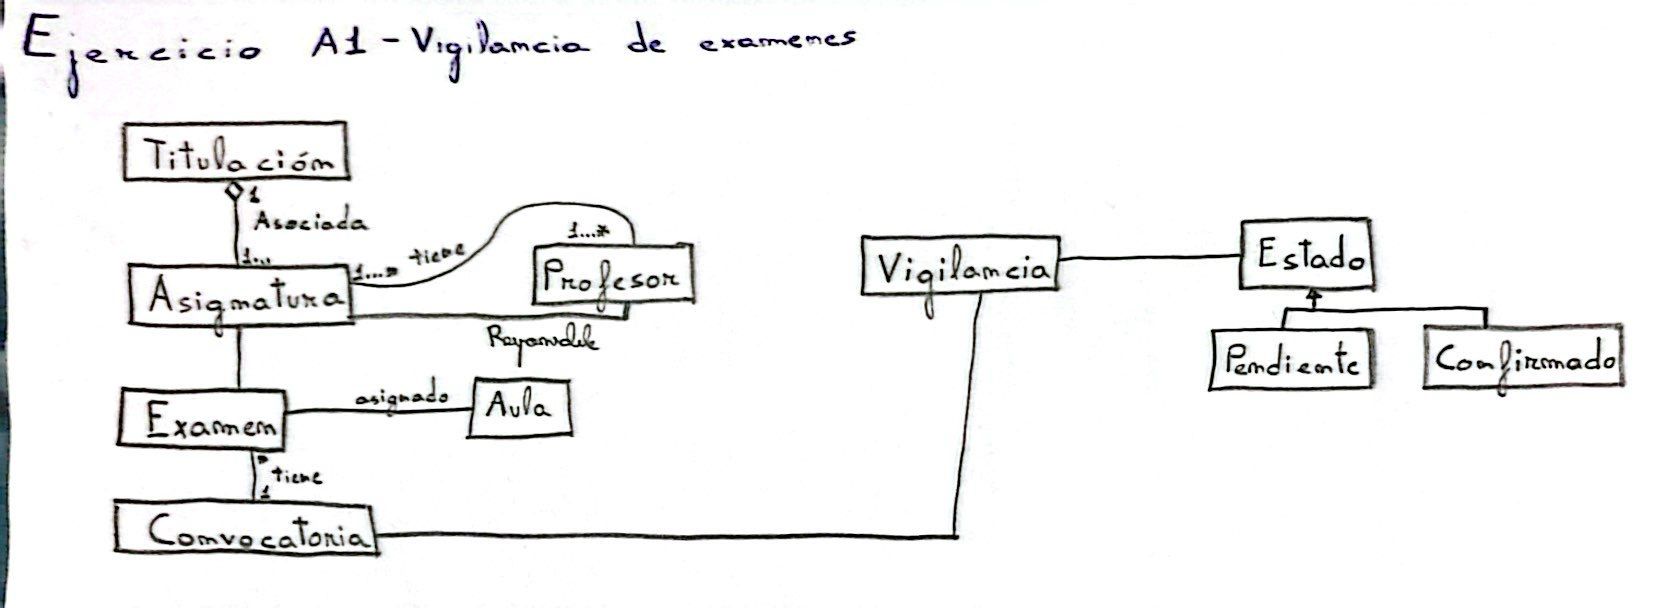 Ejercicio A1 - Vigilancia de examenes
Titulación
1
Asociada
1...
Asignatura
1...*
tiene
1...*
Profesor
Examen
asignado
Aula
*
tiene
1
Convocatoria
Vigilancia
Estado
Pendiente
Confirmado